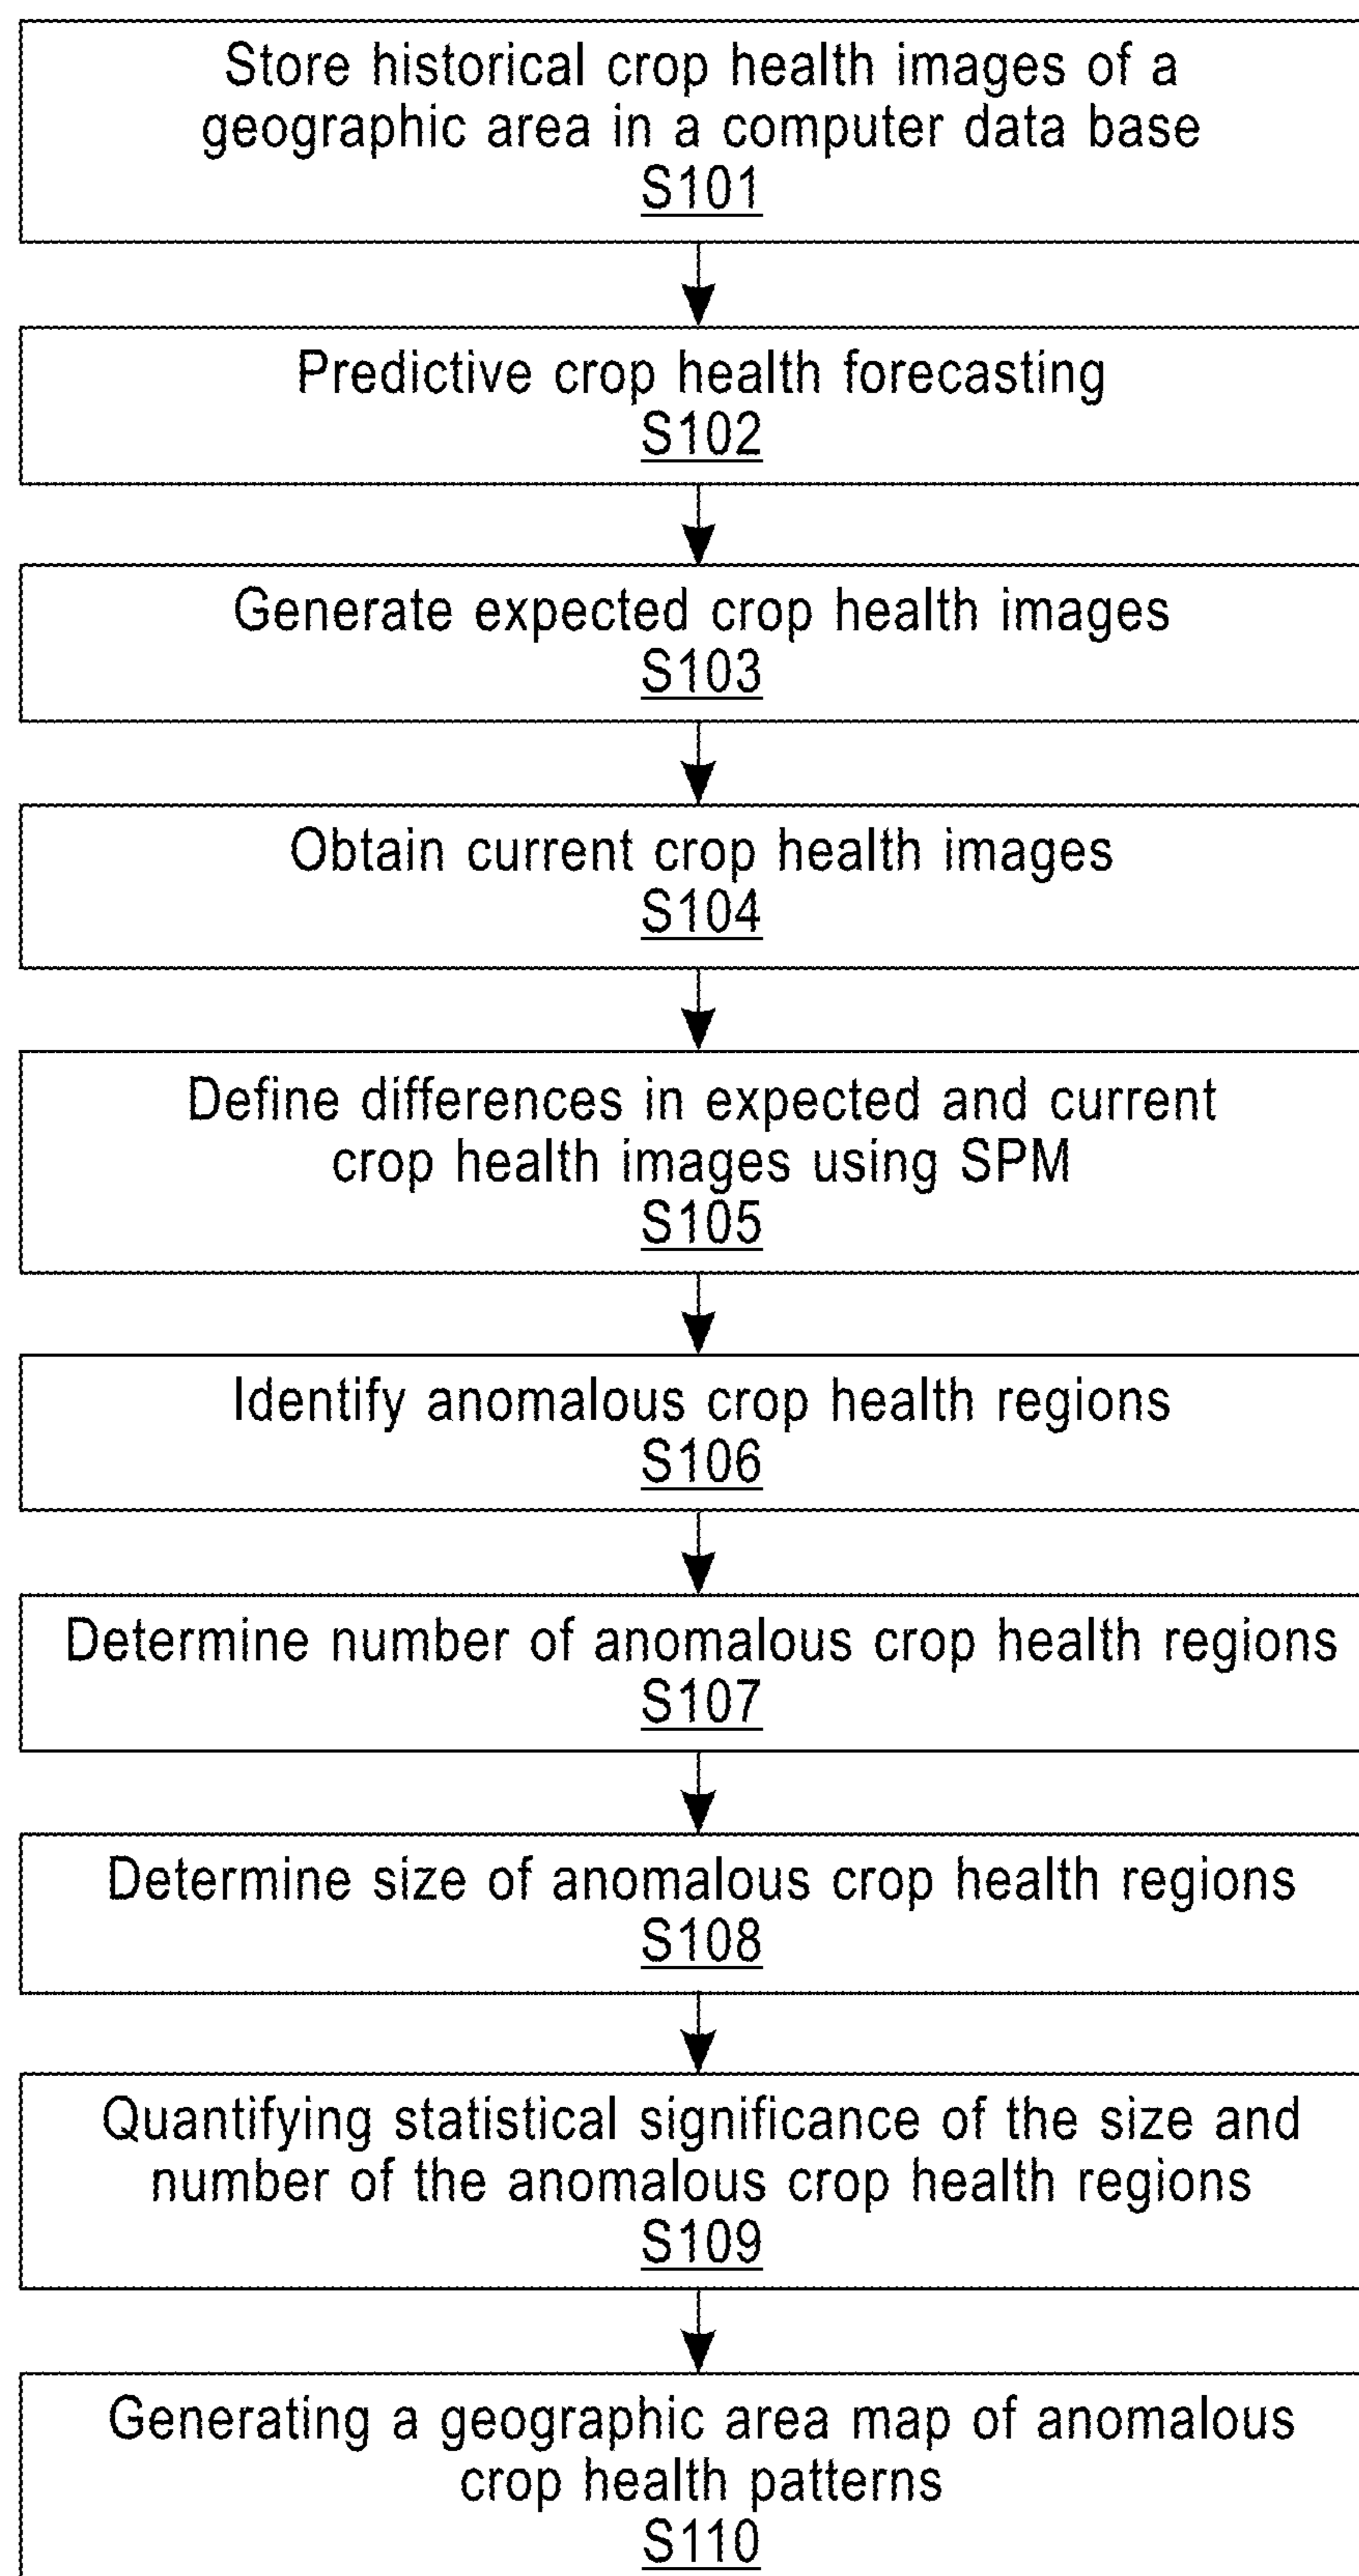 Store historical crop health images of a
geographic area in a computer data base
S101
Predictive crop health forecasting
S102
Generate expected crop health images
S103
Obtain current crop health images
S104
Define differences in expected and current
crop health images using SPM
S105
Identify anomalous crop health regions
S106
Determine number of anomalous crop health regions
S107
Determine size of anomalous crop health regions
S108
Quantifying statistical significance of the size and
number of the anomalous crop health regions
S109
Generating a geographic area map of anomalous
crop health patterns
S110